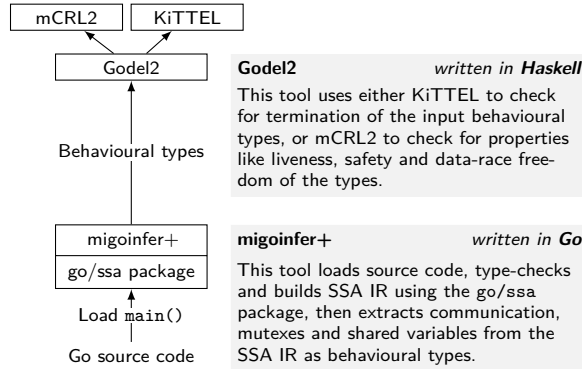 mCRL2 KiTTEL
Godel2
Behavioural types
migoinfer+
go/ssa package
Load main()
Go source code
Godel2 written in Haskell
This tool uses either KiTTEL to check
for termination of the input behavioural
types, or mCRL2 to check for properties
like liveness, safety and data-race free-
dom of the types.
migoinfer+ written in Go
This tool loads source code, type-checks
and builds SSA IR using the go/ssa
package, then extracts communication,
mutexes and shared variables from the
SSA IR as behavioural types.